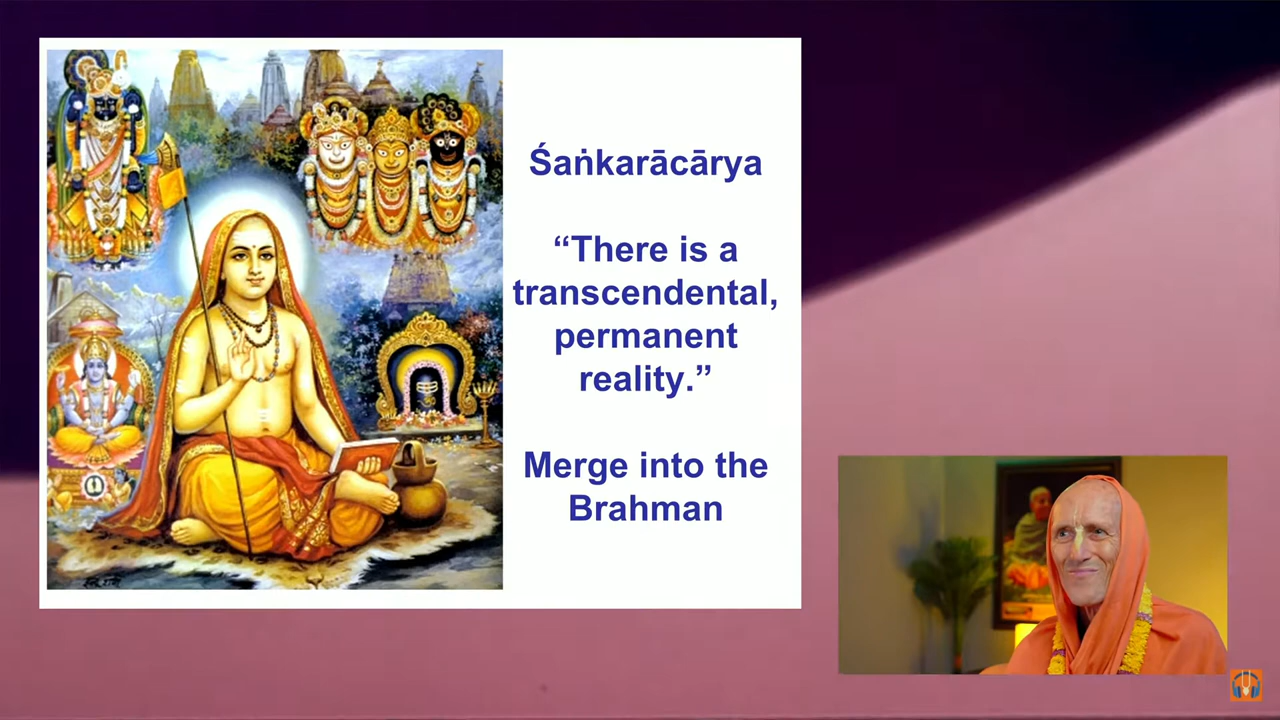 Śaṅkarācārya
“There is a
transcendental,
permanent
reality.”
Merge into the
Brahman